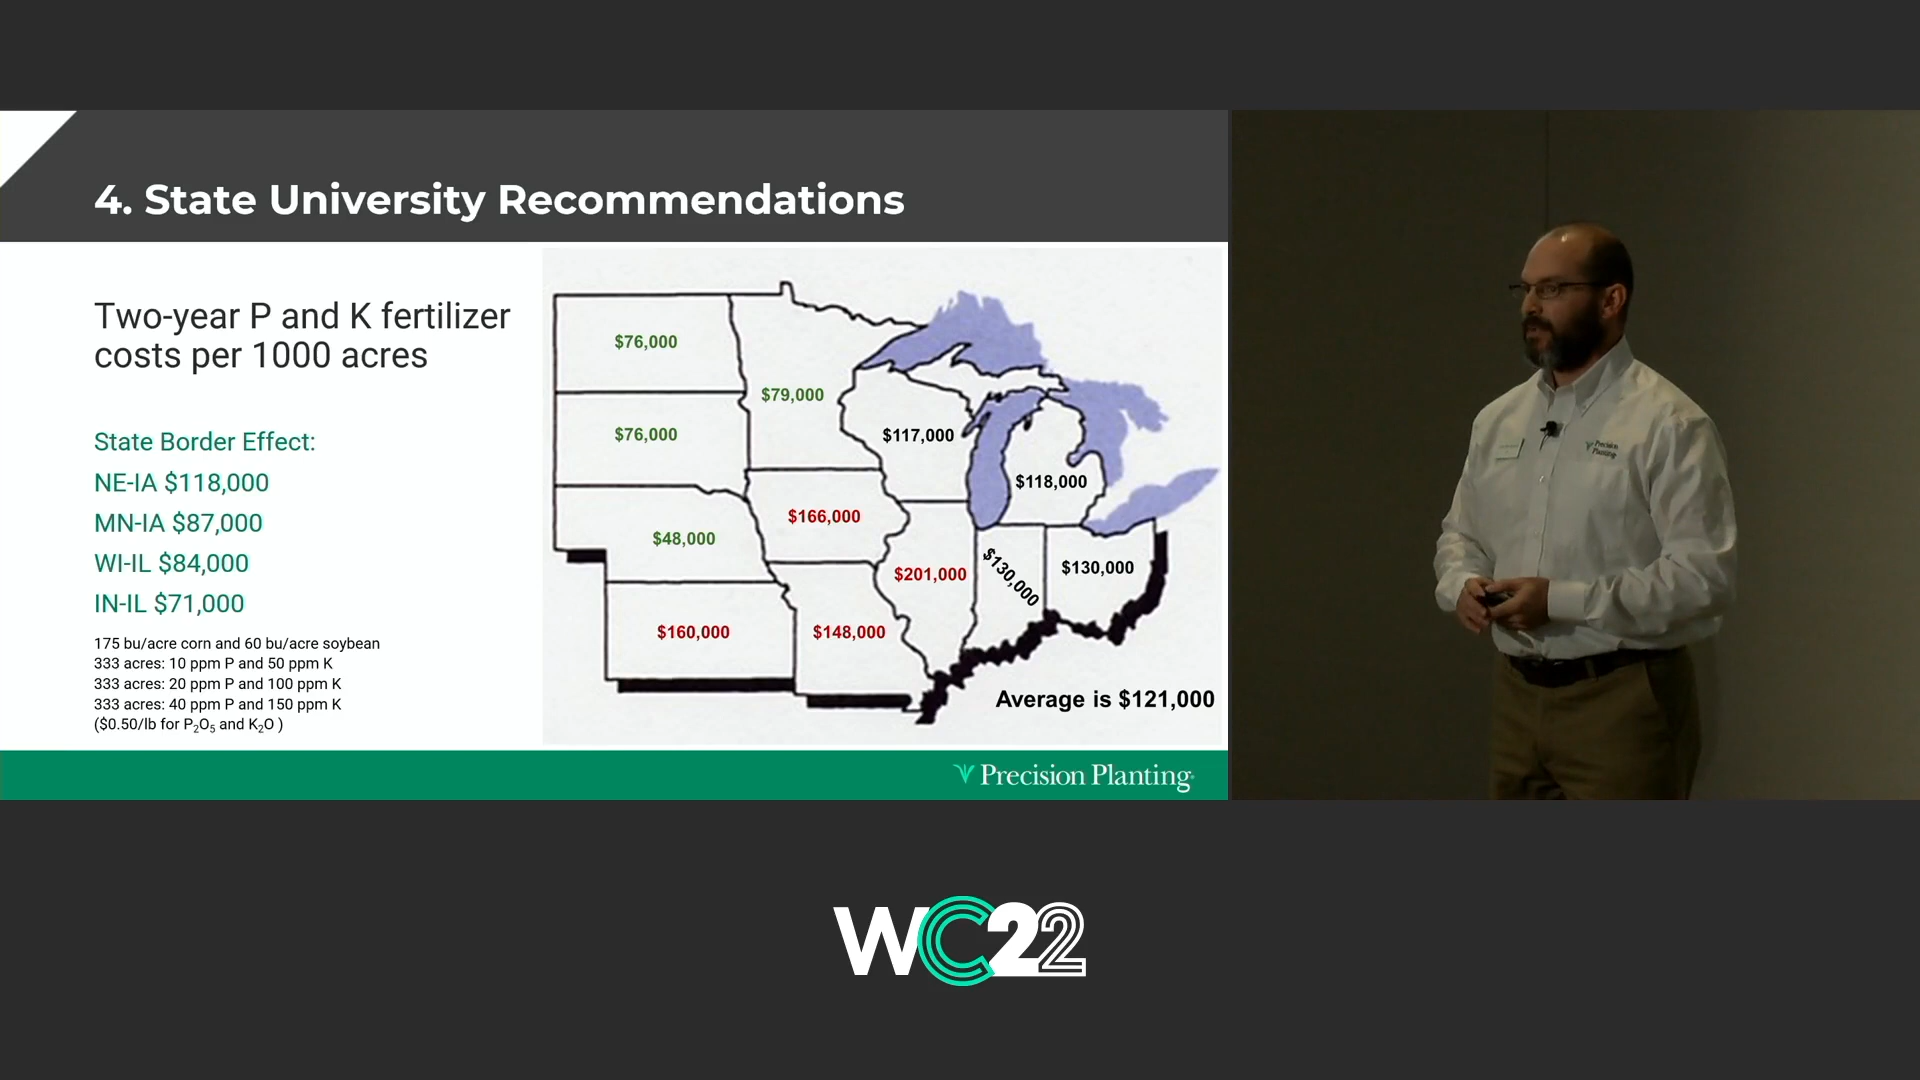 4. State University Recommendations
Two-year P and K fertilizer
costs per 1000 acres
State Border Effect:
NE-IA $118,000
MN-IA $87,000
WI-IL $84,000
IN-IL $71,000
175 bu/acre corn and 60 bu/acre soybean
333 acres: 10 ppm P and 50 ppm K
333 acres: 20 ppm P and 100 ppm K
333 acres: 40 ppm P and 150 ppm K
($0.50/lb for P₂O₅ and K₂O )
$76,000
$79,000
$76,000
$117,000
$118,000
$166,000
$48,000
$201,000
$130,000
$130,000
$160,000
$148,000
Average is $121,000
Precision Planting
Precision
Planting
WC22